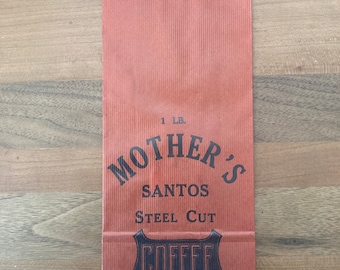 1 LB.
MOTHER'S
SANTOS
STEEL CUT
COFFEE